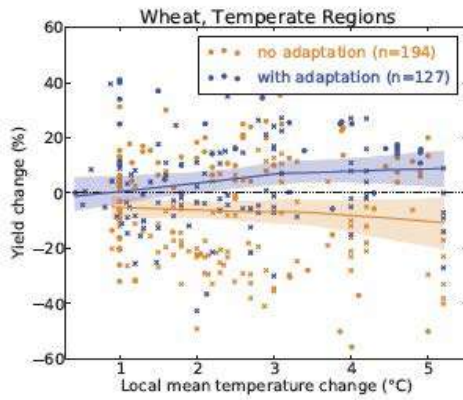 Wheat, Temperate Regions
no adaptation (n=194)
with adaptation (n=127)
Yield change (%)
60
40
20
0
−20
−40
−60
1
2
3
4
5
Local mean temperature change (°C)